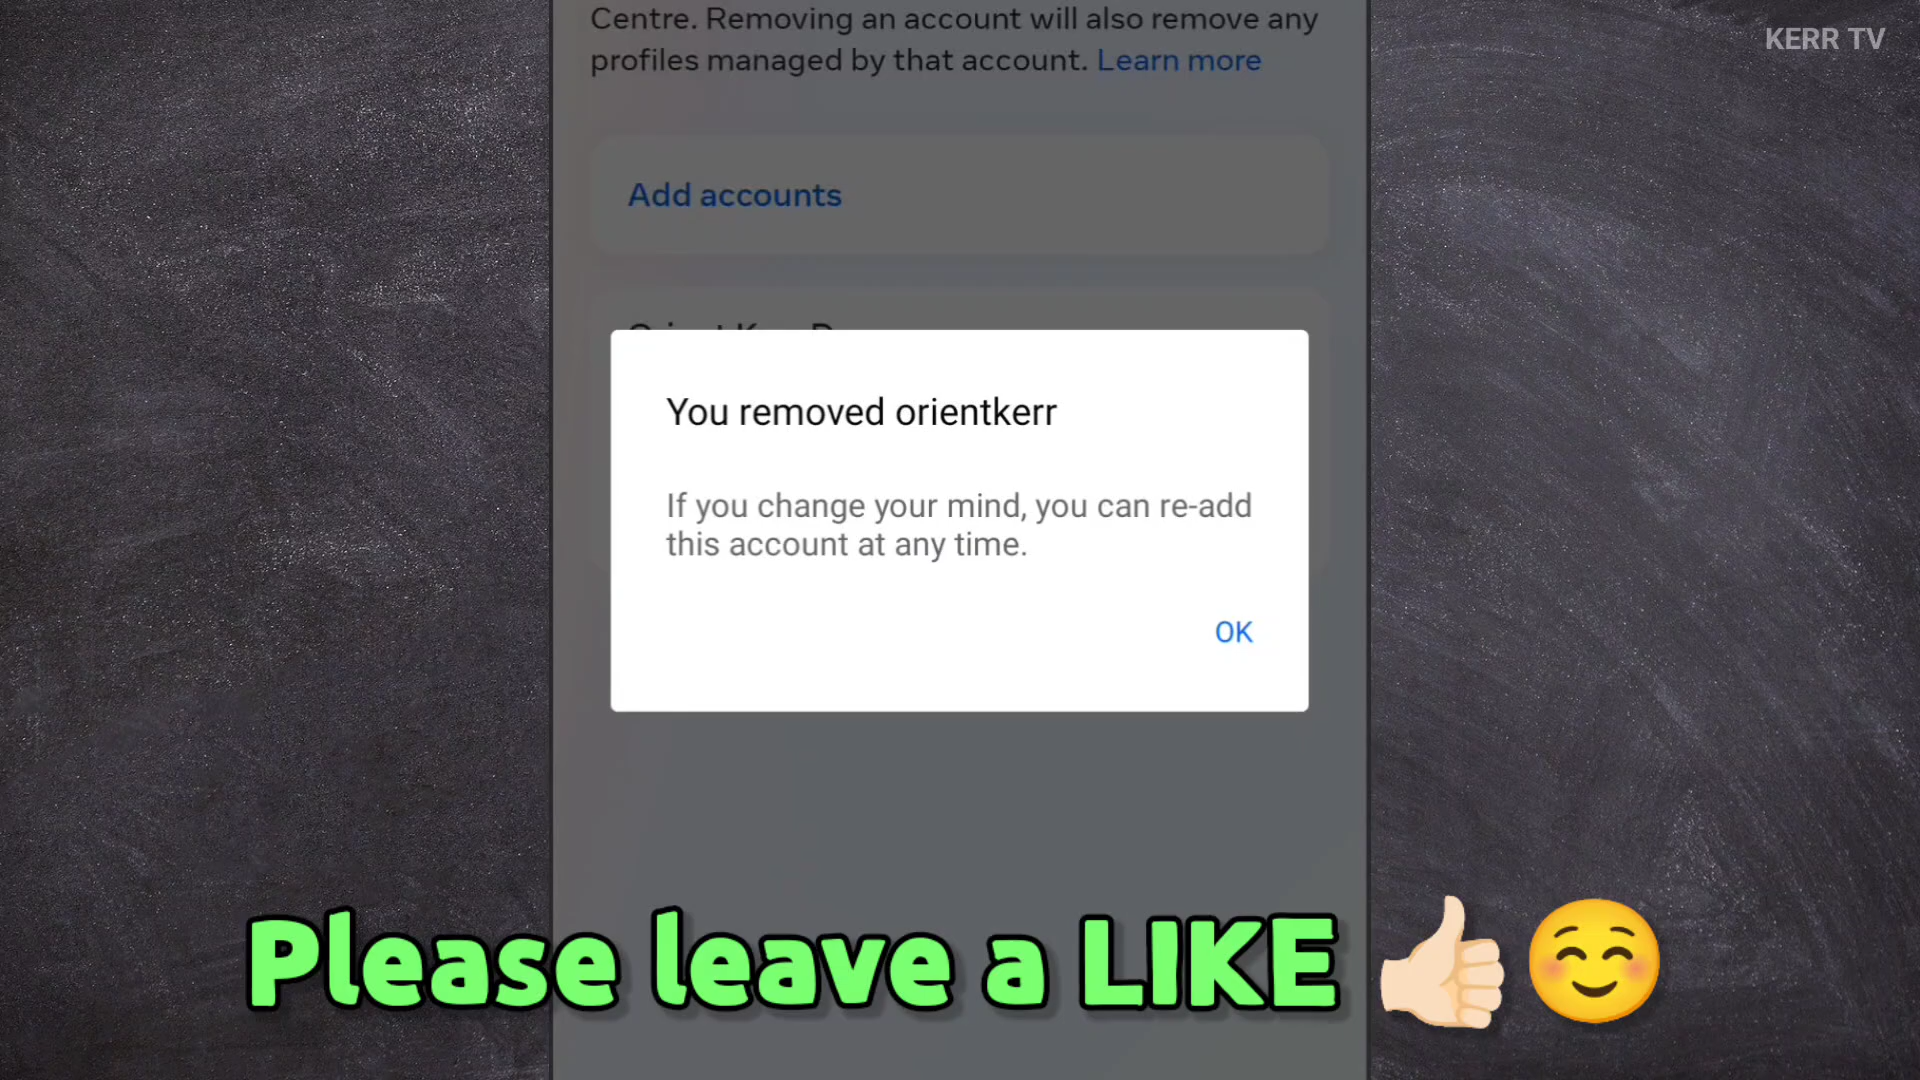 Centre. Removing an account will also remove any
profiles managed by that account. Learn more
KERR TV
Add accounts
You removed orientkerr
If you change your mind, you can re-add
this account at any time.
OK
Please leave a LIKE 👍🏻☺️